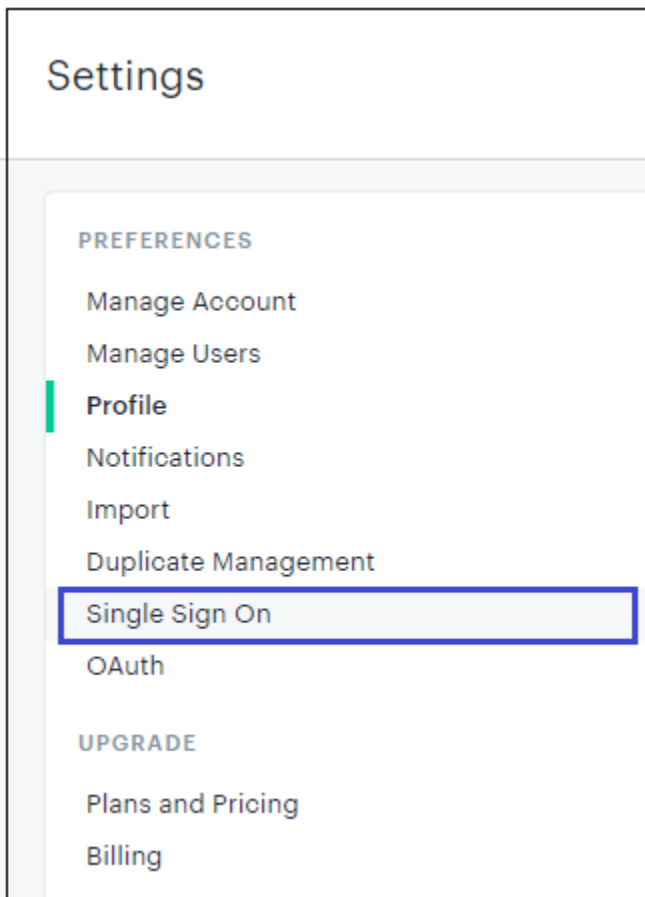 Settings
PREFERENCES
Manage Account
Manage Users
Profile
Notifications
Import
Duplicate Management
Single Sign On
OAuth
UPGRADE
Plans and Pricing
Billing